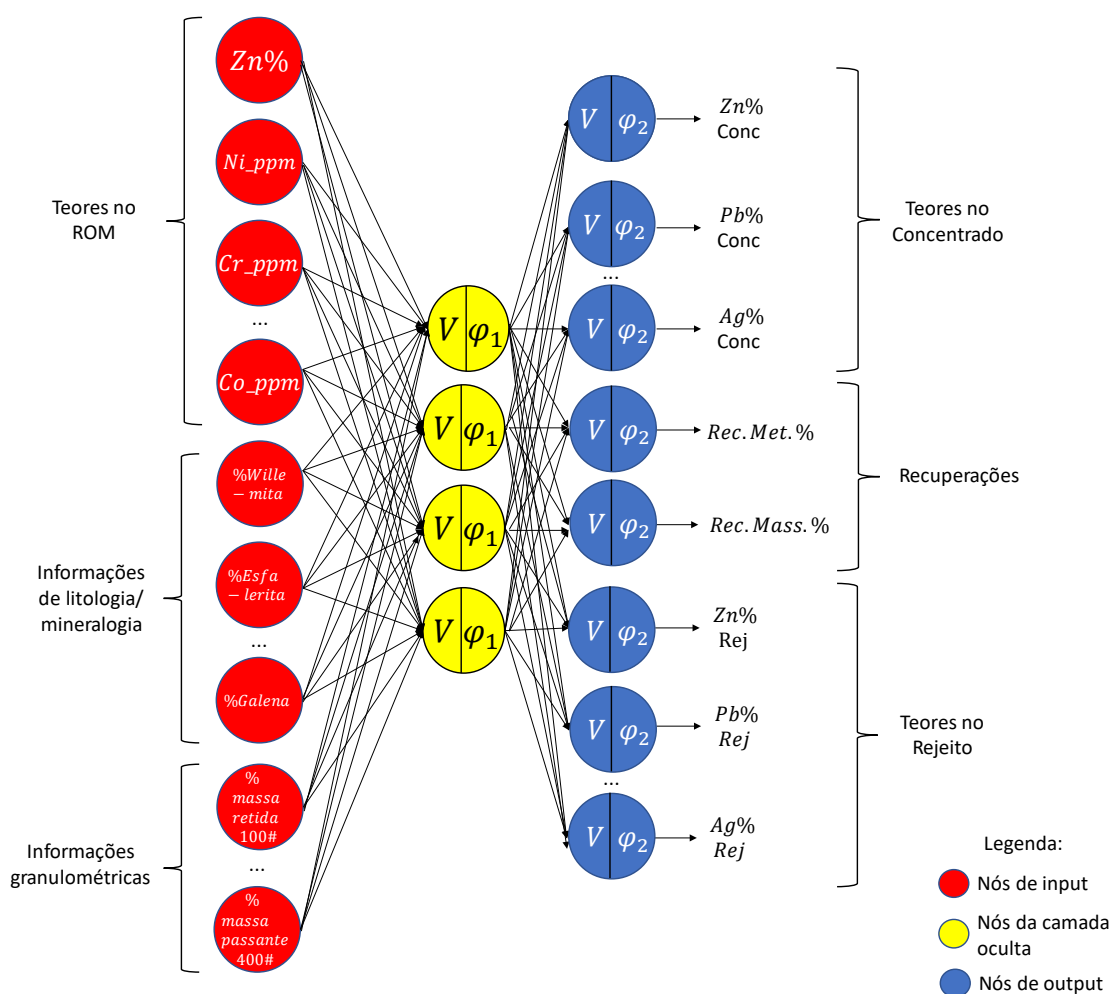 Teores no
ROM
Informações
de litologia/
mineralogia
Informações
granulométricas
Zn%
Ni_ppm
Cr_ppm
...
Co_ppm
%Wille
− mita
%Esfa
− lerita
...
%Galena
%
massa
retida
100#
...
%
massa
passante
400#
V φ1
V φ1
V φ1
V φ1
V φ2
V φ2
...
V φ2
V φ2
V φ2
V φ2
V φ2
...
V φ2
Zn%
Conc
Pb%
Conc
Ag%
Conc
Rec.Met.%
Rec.Mass.%
Zn%
Rej
Pb%
Rej
Ag%
Rej
Teores no
Concentrado
Recuperações
Teores no
Rejeito
Legenda:
Nós de input
Nós da camada
oculta
Nós de output